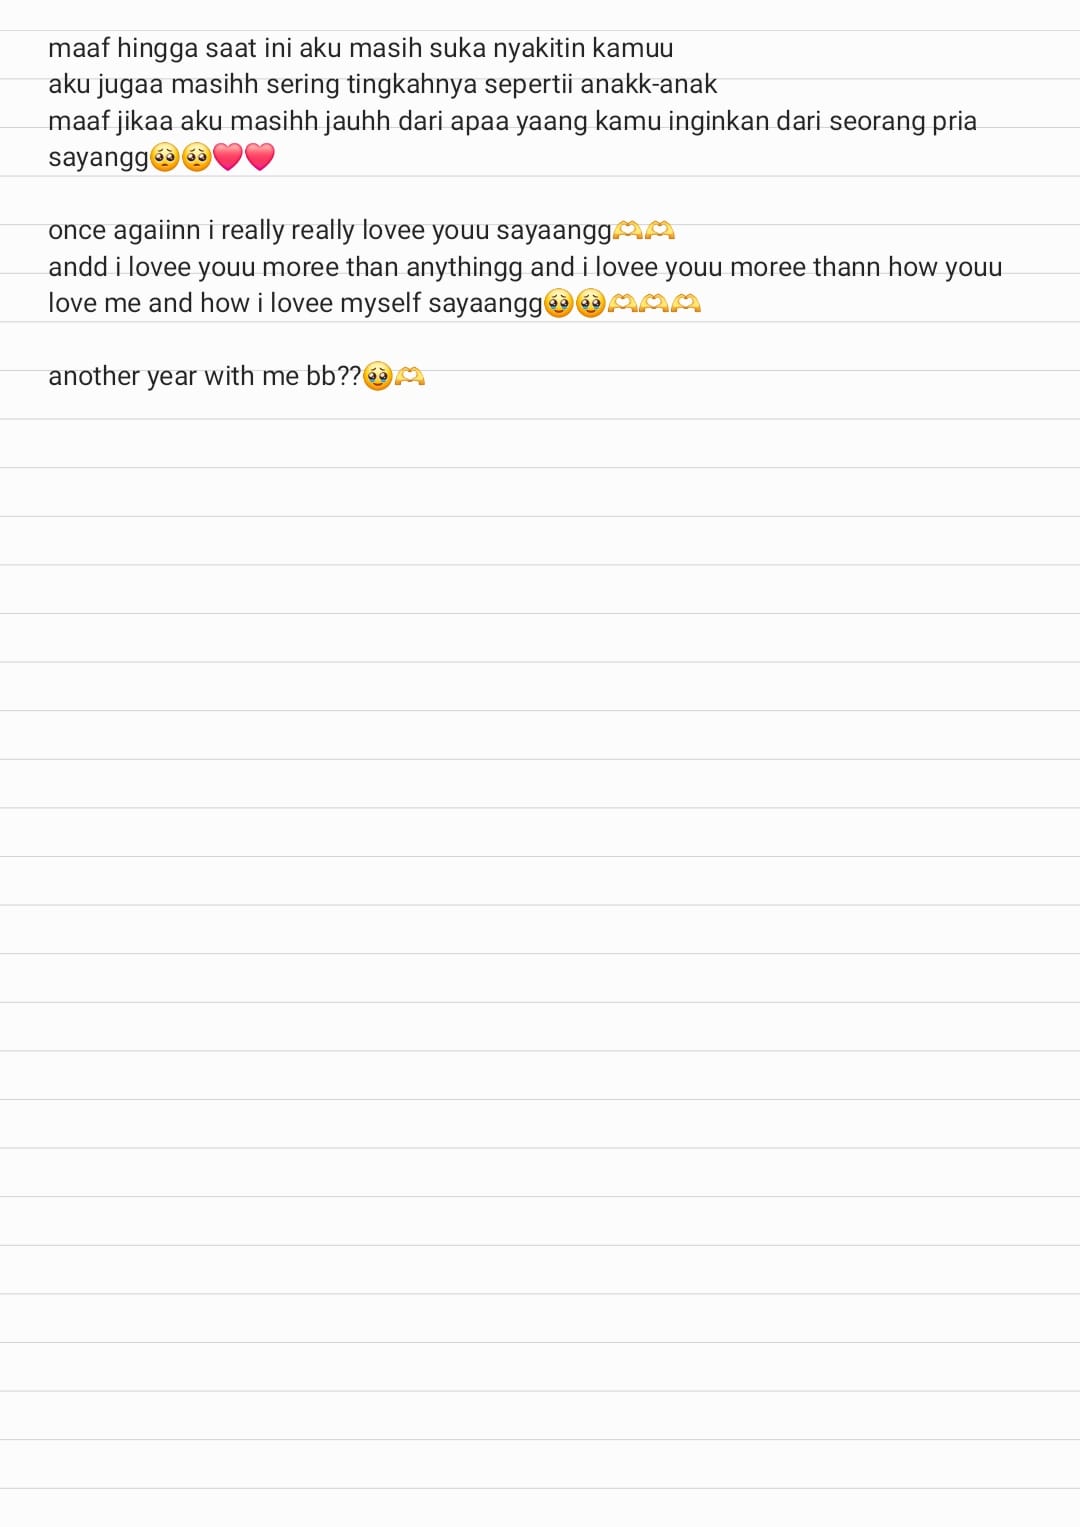 maaf hingga saat ini aku masih suka nyakitin kamuu
aku jugaa masihh sering tingkahnya sepertii anakk-anak
maaf jikaa aku masihh jauhh dari apaa yaang kamu inginkan dari seorang pria
sayangg🥺🥺❤️❤️
once agaiinn i really really lovee youu sayaangg🫶🫶
andd i lovee youu moree than anythingg and i lovee youu moree thann how youu
love me and how i lovee myself sayaangg🥹🥹🫶🫶🫶
another year with me bb??🥹🫶